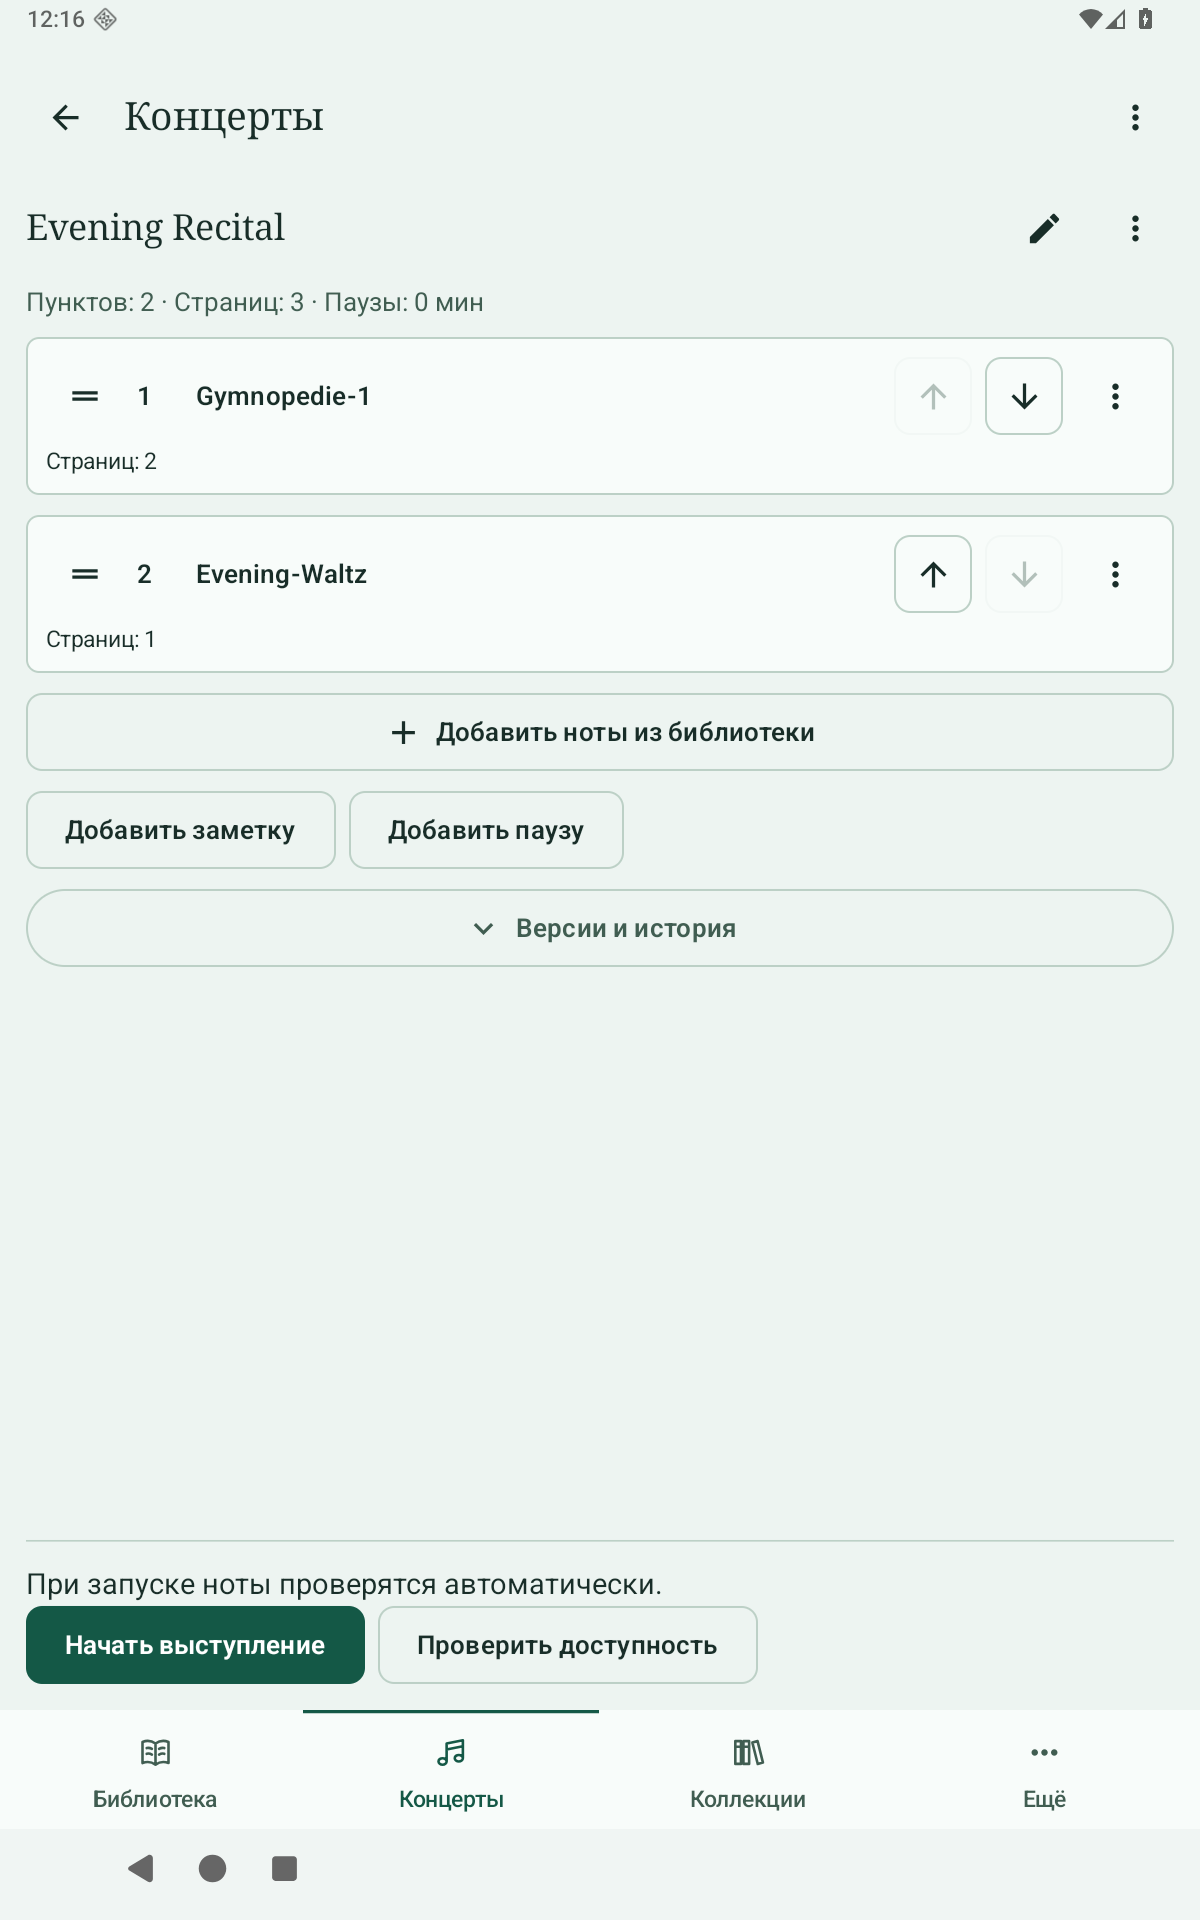 12:16
Концерты
Evening Recital
Пунктов: 2 · Страниц: 3 · Паузы: 0 мин
1 Gymnopedie-1
Страниц: 2
2 Evening-Waltz
Страниц: 1
Добавить ноты из библиотеки
Добавить заметку Добавить паузу
Версии и история
При запуске ноты проверятся автоматически.
Начать выступление Проверить доступность
Библиотека Концерты Коллекции Ещё